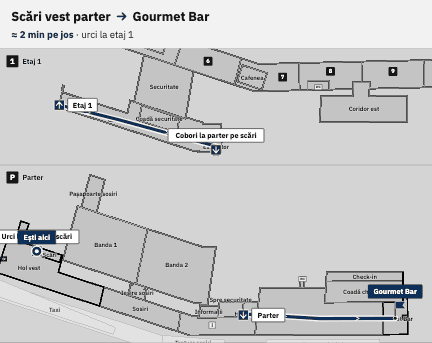 Scări vest parter → Gourmet Bar
≈ 2 min pe jos · urci la etaj 1
1 Etaj 1
6
Cafenea
7
8
9
Securitate
Coridor est
Etaj 1
Coadă securitate
Cobori la parter pe scări
P Parter
Pașapoarte sosiri
Urci
Ești aici
scări
Banda 1
Scări
Hol vest
Banda 2
Ieșire sosiri
Sosiri
Taxi
Spre securitate
Informații
Parter
Check-in
Gourmet Bar